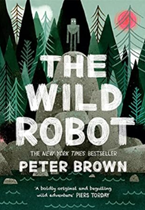 THE
WILD
ROBOT
THE NEW YORK TIMES BESTSELLER
PETER BROWN
'A boldly original and beguiling
wild adventure' PIERS TORDAY